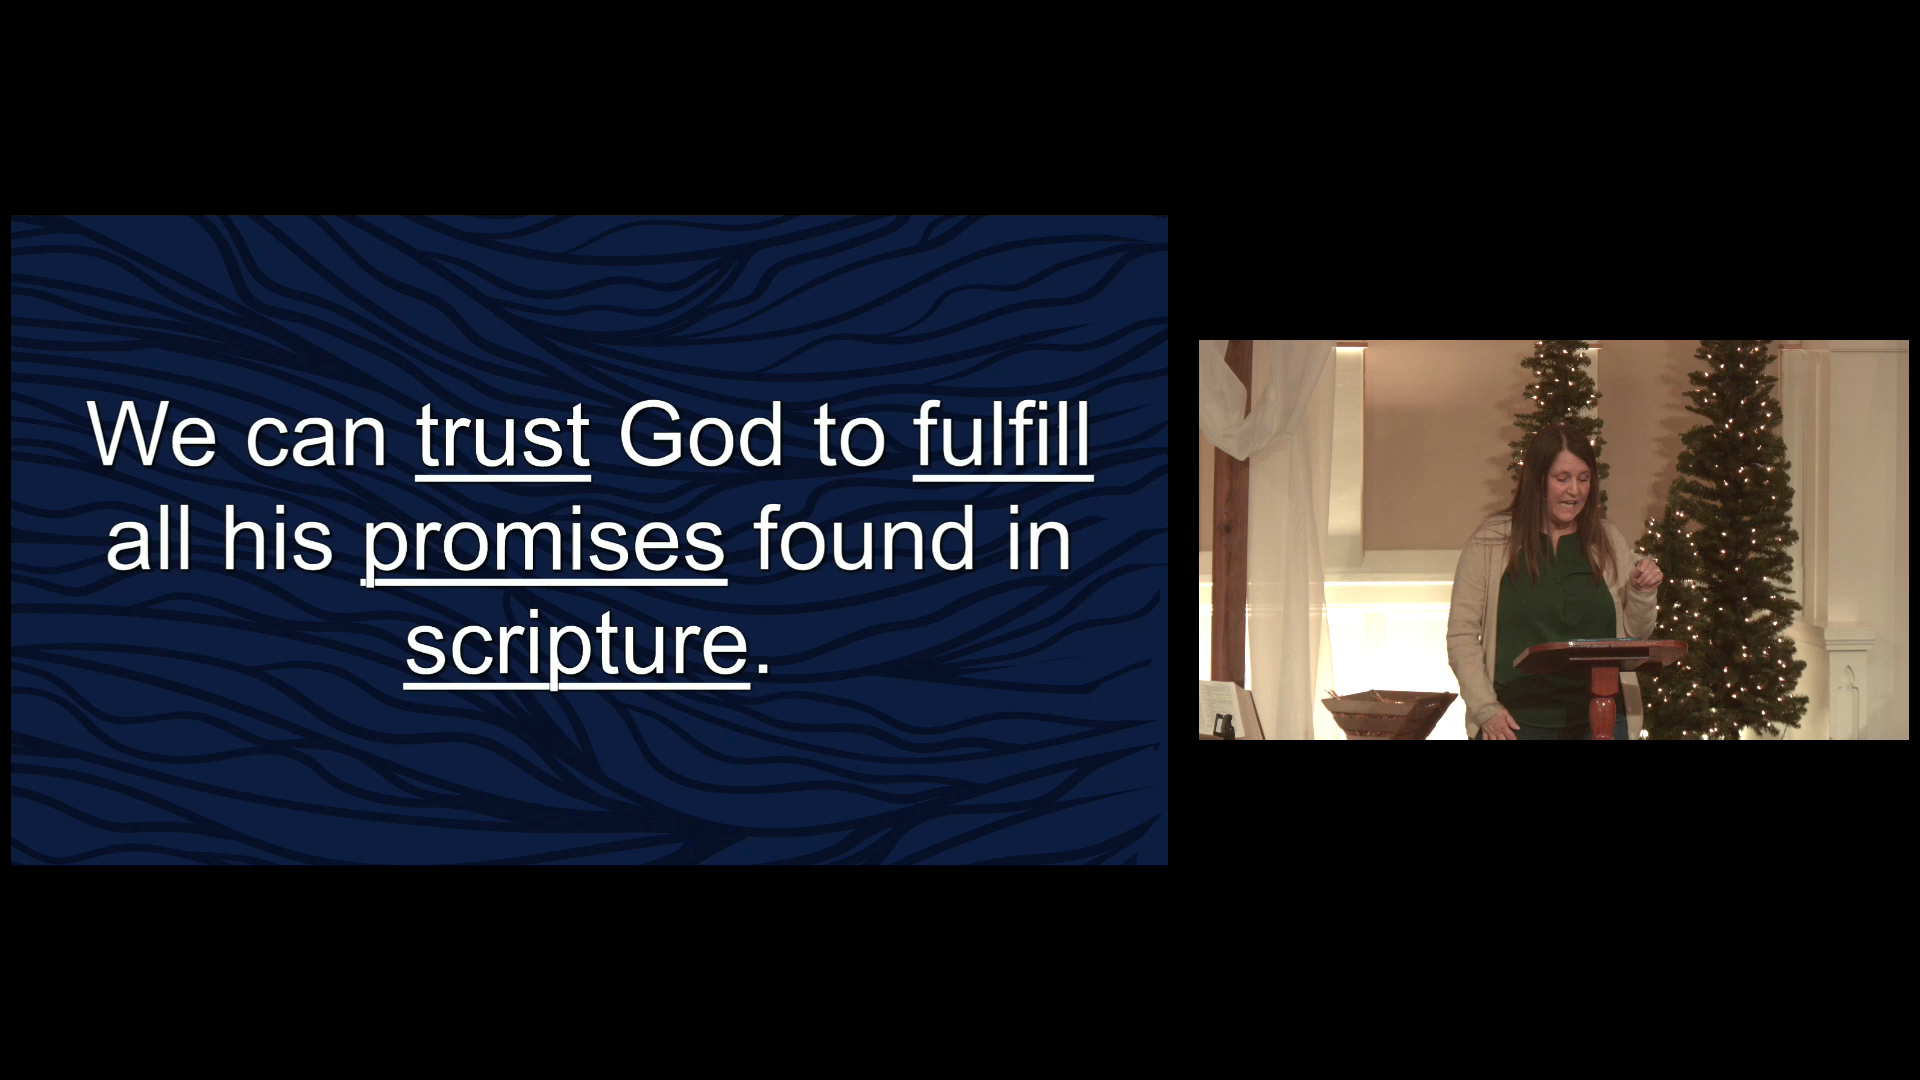 We can trust God to fulfill
all his promises found in
scripture.